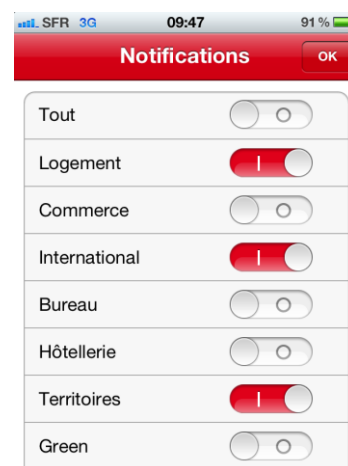 SFR 3G 09:47 91 %
Notifications OK
Tout
Logement
Commerce
International
Bureau
Hôtellerie
Territoires
Green